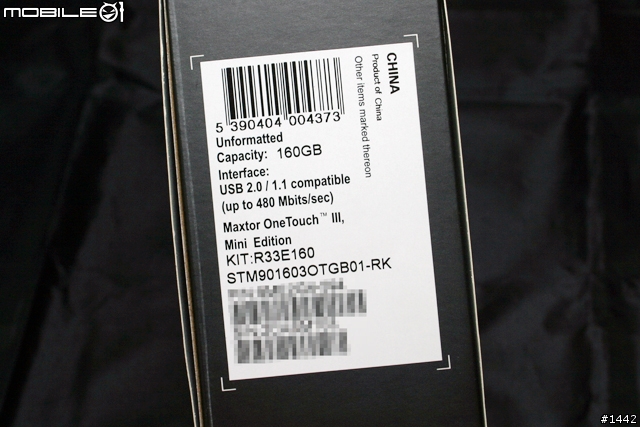 MOBILE01
CHINA
Product of China
Other items marked thereon
5 390404 004373
Unformatted
Capacity: 160GB
Interface:
USB 2.0 / 1.1 compatible
(up to 480 Mbits/sec)
Maxtor OneTouch™ III,
Mini Edition
KIT:R33E160
STM901603OTGB01-RK
#1442